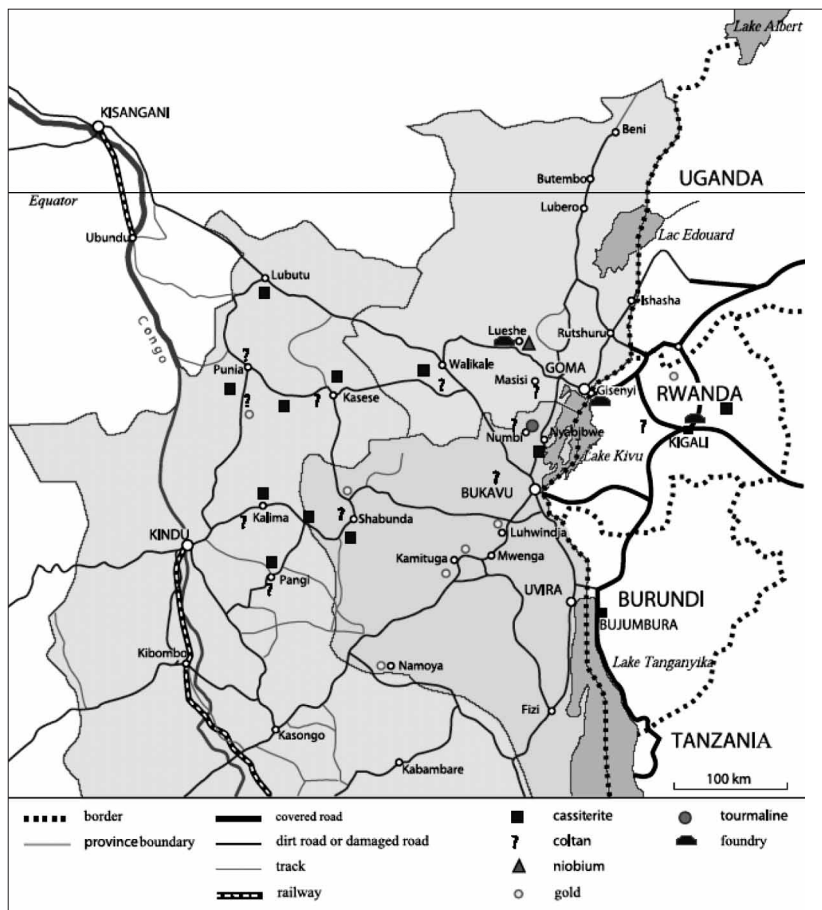 Lake Albert
KISANGANI
Beni
Butembo
UGANDA
Equator
Lubero
Ubundu
Lac Edouard
Lubutu
Ishasha
Congo
Lueshe
Rutshuru
Punia
Walikale
GOMA
Masisi
Gisenyi
RWANDA
Kasese
Numbi
Nyabibwe
KIGALI
Lake Kivu
BUKAVU
Kalima
Shabunda
Luhwindja
KINDU
Kamituga
Mwenga
Pangi
UVIRA
BURUNDI
BUJUMBURA
Kibombo
Namoya
Lake Tanganyika
Fizi
Kasongo
TANZANIA
Kabambare
100 km
border
covered road
cassiterite
tourmaline
province boundary
dirt road or damaged road
coltan
foundry
track
niobium
railway
gold